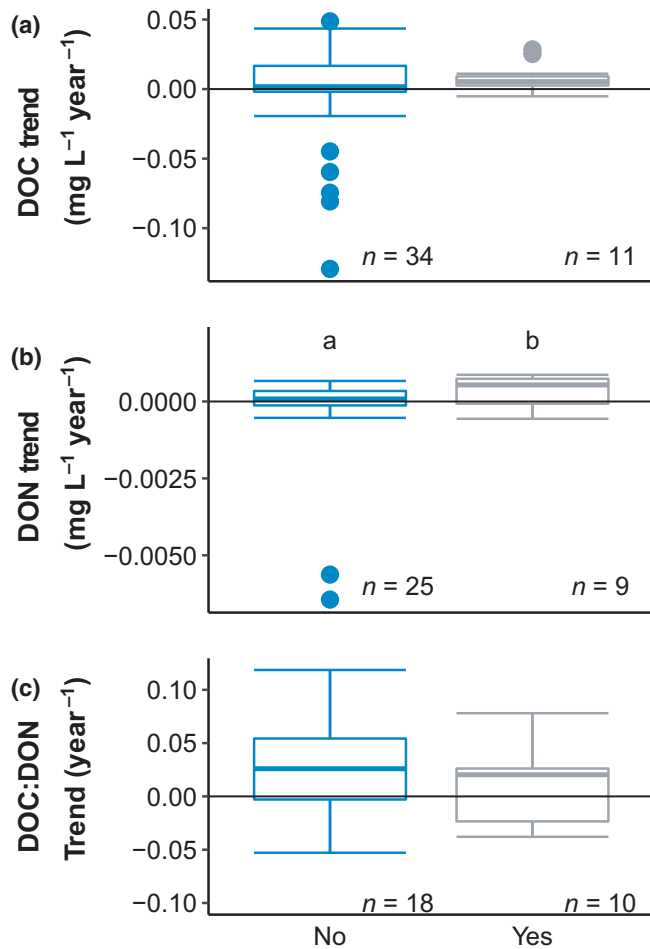 (a)
DOC trend
(mg L⁻¹ year⁻¹)
0.05
0.00
−0.05
−0.10
n = 34
n = 11
(b)
DON trend
(mg L⁻¹ year⁻¹)
a
b
0.0000
−0.0025
−0.0050
n = 25
n = 9
(c)
DOC:DON
Trend (year⁻¹)
0.10
0.05
0.00
−0.05
−0.10
n = 18
n = 10
No
Yes